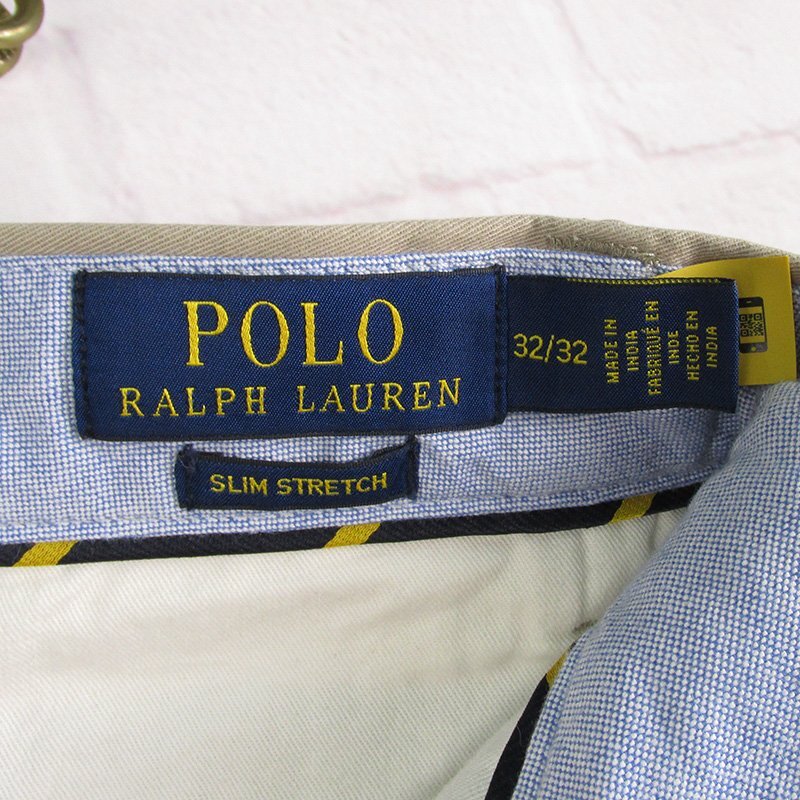 POLO
RALPH LAUREN
32/32
MADE IN
INDIA
FABRIQUÉ EN
INDE
HECHO EN
INDIA
SLIM STRETCH